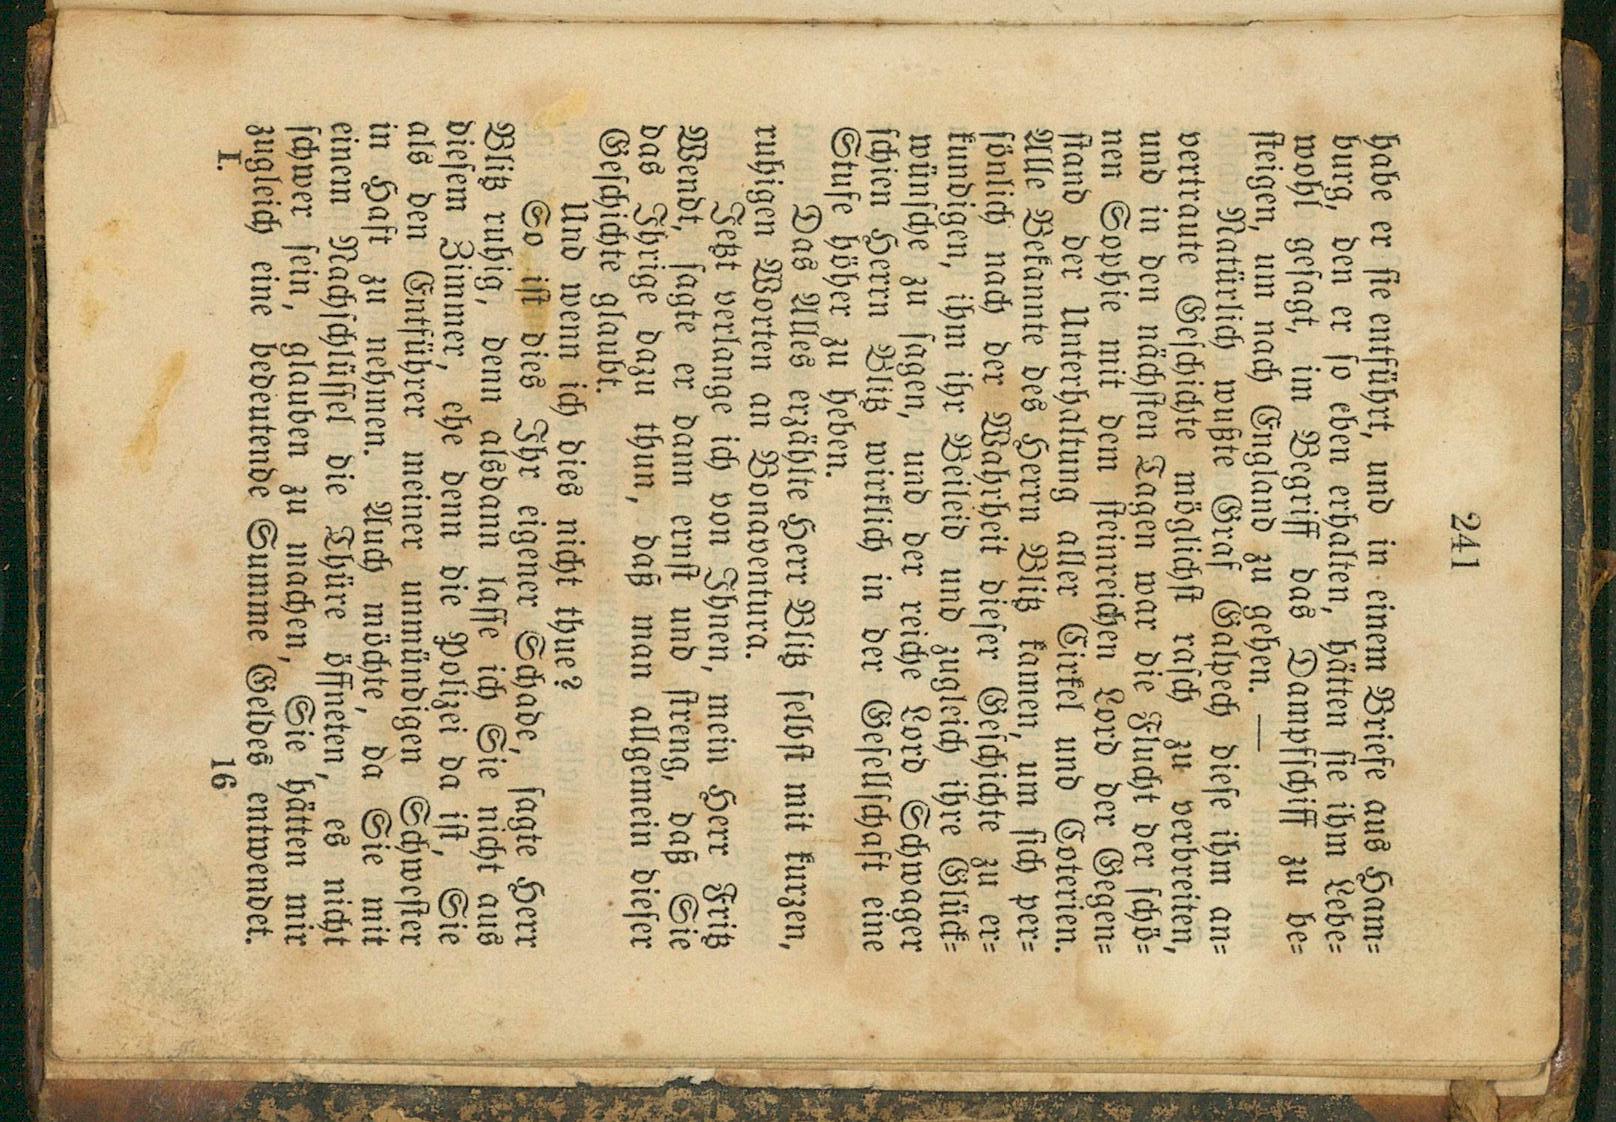 241
habe er ſie entführt, und in einem Briefe aus Ham=
burg, den er ſo eben erhalten, hätten ſie ihm Lebe=
wohl geſagt, im Begriff das Dampfſchiff zu be=
ſteigen, um nach England zu gehen. —
Natürlich wußte Graf Galpech dieſe ihm an=
vertraute Geſchichte möglichſt raſch zu verbreiten,
und in den nächſten Tagen war die Flucht der ſchö=
nen Sophie mit dem ſteinreichen Lord der Gegen=
ſtand der Unterhaltung aller Cirkel und Coterien.
Alle Bekannte des Herrn Blitz kamen, um ſich per=
ſönlich nach der Wahrheit dieſer Geſchichte zu er=
kundigen, ihm ihr Beileid und zugleich ihre Glück=
wünſche zu ſagen, und der reiche Lord Schwager
ſchien Herrn Blitz wirklich in der Geſellſchaft eine
Stufe höher zu heben.
Das Alles erzählte Herr Blitz ſelbſt mit kurzen,
ruhigen Worten an Bonaventura.
Jetzt verlange ich von Ihnen, mein Herr Fritz
Wendt, ſagte er dann ernſt und ſtreng, daß Sie
das Ihrige dazu thun, daß man allgemein dieſer
Geſchichte glaubt.
Und wenn ich dies nicht thue?
So iſt dies Ihr eigener Schade, ſagte Herr
Blitz ruhig, denn alsdann laſſe ich Sie nicht aus
dieſem Zimmer, ehe denn die Polizei da iſt, Sie
als den Entführer meiner unmündigen Schweſter
in Haft zu nehmen. Auch möchte, da Sie mit
einem Nachſchlüſſel die Thüre öffneten, es nicht
ſchwer ſein, glauben zu machen, Sie hätten mir
zugleich eine bedeutende Summe Geldes entwendet.
I. 16